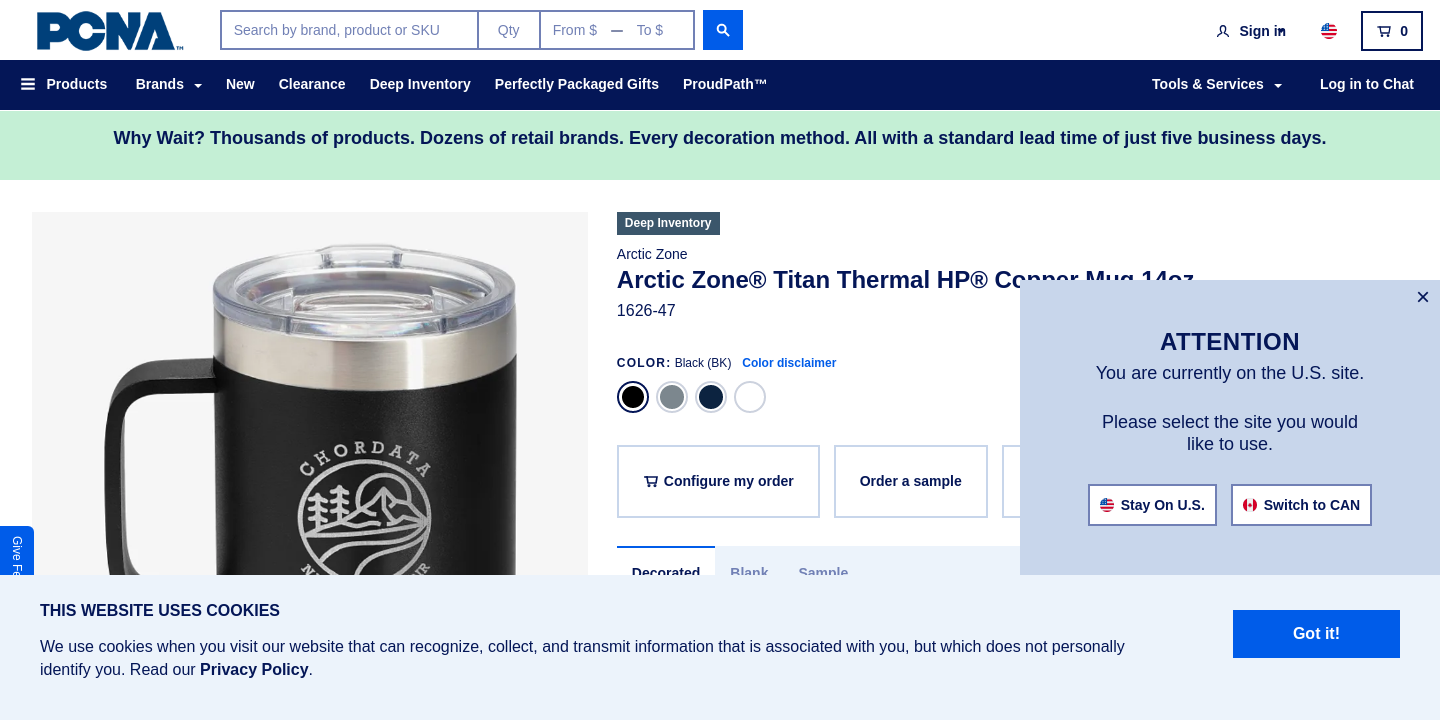 PCNA™
Search by brand, product or SKU
Qty
From $ — To $
Sign in
0
Products
Brands
New
Clearance
Deep Inventory
Perfectly Packaged Gifts
ProudPath™
Tools & Services
Log in to Chat
Why Wait? Thousands of products. Dozens of retail brands. Every decoration method. All with a standard lead time of just five business days.
Deep Inventory
Arctic Zone
Arctic Zone® Titan Thermal HP® Copper Mug 14oz
1626-47
COLOR: Black (BK) Color disclaimer
Configure my order
Order a sample
Decorated
Blank
Sample
CHORDATA
Give Fe
×
ATTENTION
You are currently on the U.S. site.
Please select the site you would
like to use.
Stay On U.S.
Switch to CAN
THIS WEBSITE USES COOKIES
We use cookies when you visit our website that can recognize, collect, and transmit information that is associated with you, but which does not personally
identify you. Read our Privacy Policy.
Got it!